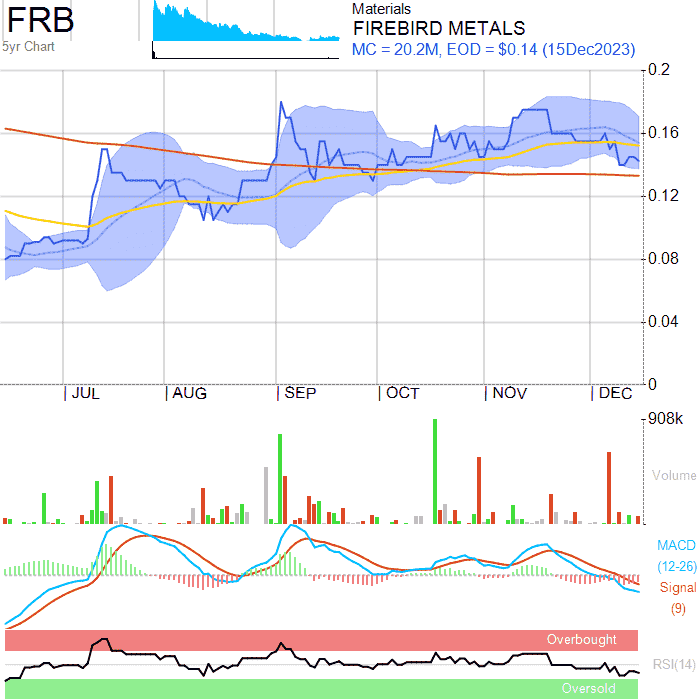 FRB
5yr Chart
Materials
FIREBIRD METALS
MC = 20.2M, EOD = $0.14 (15Dec2023)
0.2
0.16
0.12
0.08
0.04
0
JUL
AUG
SEP
OCT
NOV
DEC
908k
Volume
MACD
(12-26)
Signal
(9)
Overbought
RSI(14)
Oversold